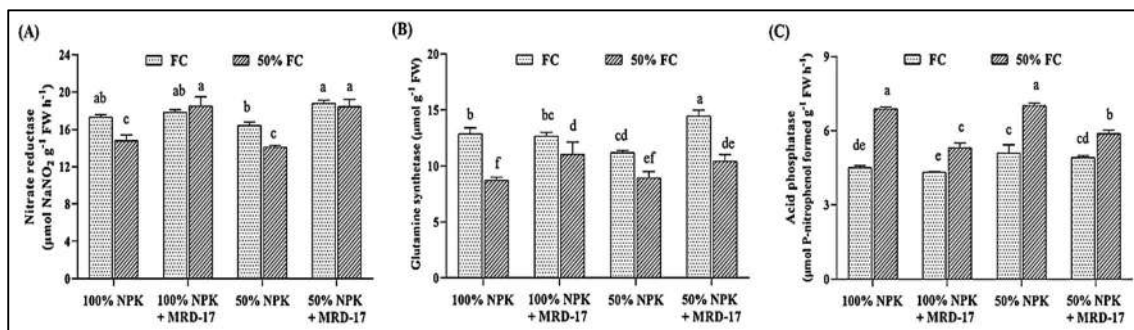 (A)
Nitrate reductase
(µmol NaNO₂ g⁻¹ FW h⁻¹)
24
20
16
12
8
4
0
FC
50% FC
ab
c
ab
a
b
c
a
a
100% NPK
100% NPK
+ MRD-17
50% NPK
50% NPK
+ MRD-17
(B)
Glutamine synthetase (µmol g⁻¹ FW)
20
15
10
5
0
FC
50% FC
b
f
bc
d
cd
ef
a
de
100% NPK
100% NPK
+ MRD-17
50% NPK
50% NPK
+ MRD-17
(C)
Acid phosphatase
(µmol P-nitrophenol formed g⁻¹ FW h⁻¹)
9
6
3
0
FC
50% FC
de
a
e
c
c
a
cd
b
100% NPK
100% NPK
+ MRD-17
50% NPK
50% NPK
+ MRD-17